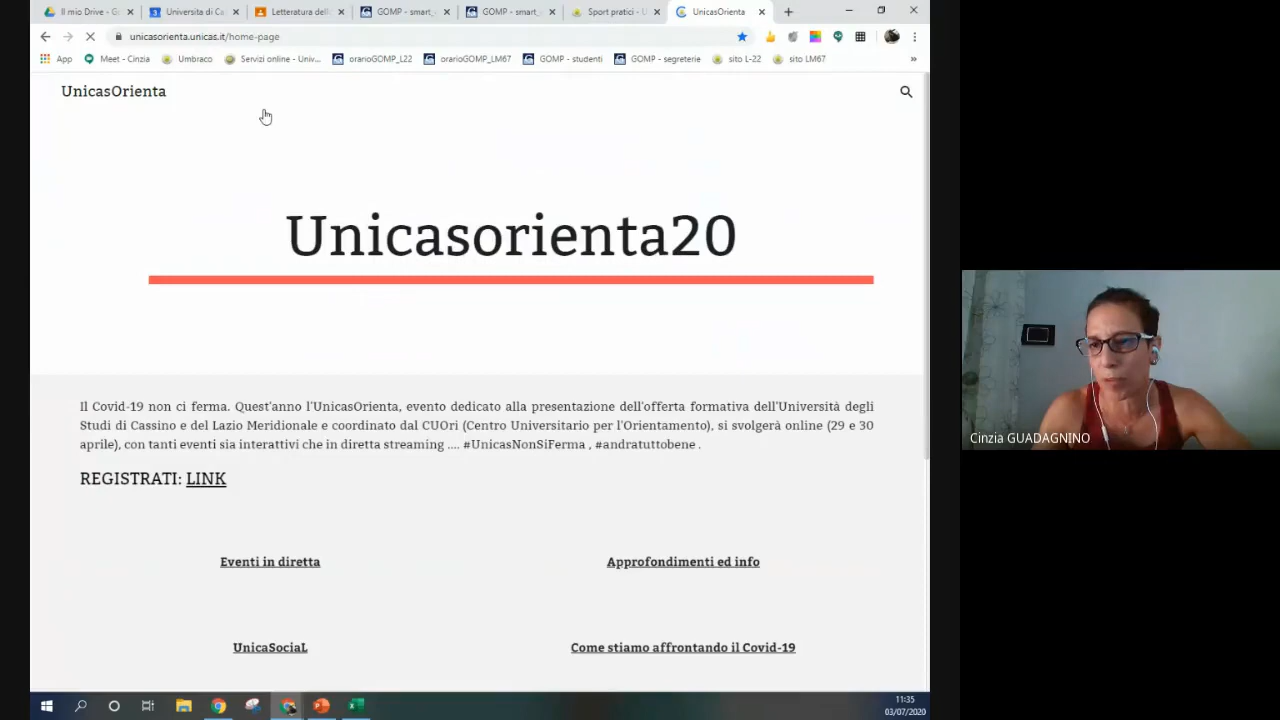 Il mio Drive - G
Universita di Ca
Letteratura dell
GOMP - smart_
GOMP - smart_
Sport pratici - U
UnicasOrienta
unicasorienta.unicas.it/home-page
App
Meet - Cinzia
Umbraco
Servizi online - Univ...
orarioGOMP_L22
orarioGOMP_LM67
GOMP - studenti
GOMP - segreterie
sito L-22
sito LM67
UnicasOrienta
Unicasorienta20
Il Covid-19 non ci ferma. Quest'anno l'UnicasOrienta, evento dedicato alla presentazione dell'offerta formativa dell'Università degli
Studi di Cassino e del Lazio Meridionale e coordinato dal CUOri (Centro Universitario per l'Orientamento), si svolgerà online (29 e 30
aprile), con tanti eventi sia interattivi che in diretta streaming .... #UnicasNonSiFerma , #andratuttobene .
REGISTRATI: LINK
Eventi in diretta
Approfondimenti ed info
UnicaSociaL
Come stiamo affrontando il Covid-19
Cinzia GUADAGNINO
11:35
03/07/2020